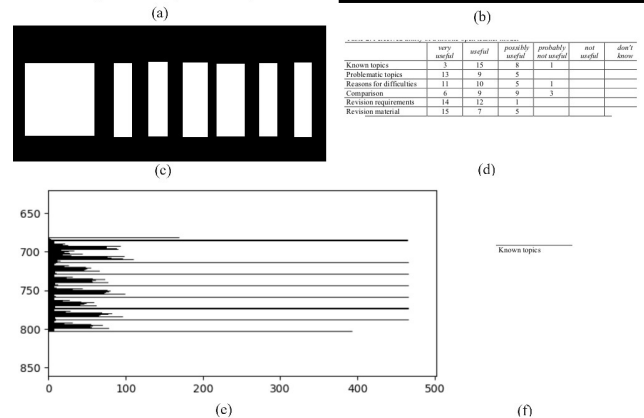 (a)
(b)
very useful useful possibly useful probably not useful not useful don't know
Known topics 3 15 8 1
Problematic topics 13 9 5
Reasons for difficulties 11 10 5 1
Comparison 6 9 9 3
Revision requirements 14 12 1
Revision material 15 7 5
(c)
(d)
650
700
750
800
850
0 100 200 300 400 500
Known topics
(e)
(f)